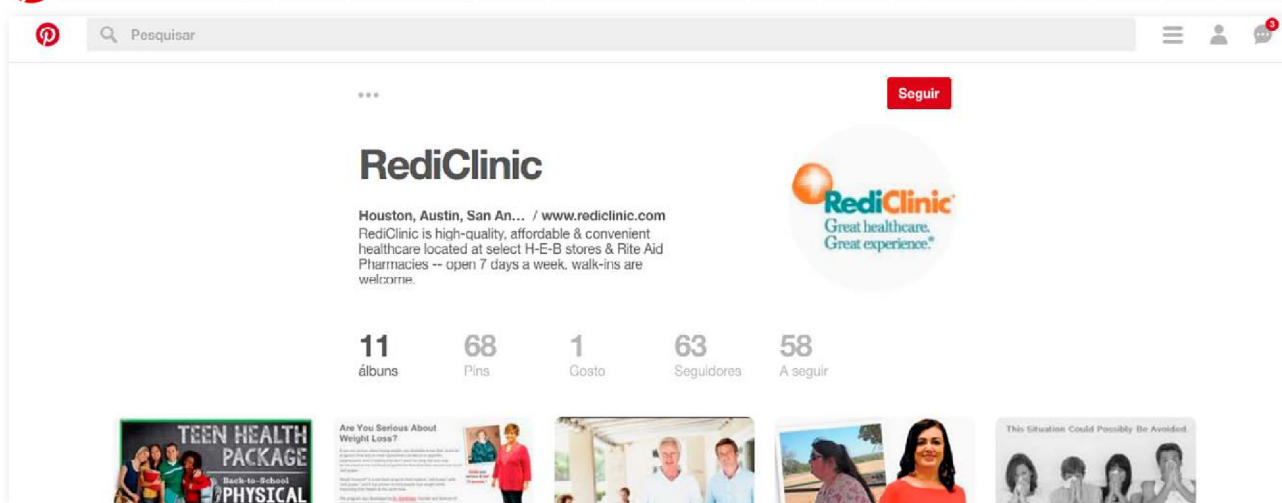 Pesquisar
3
Seguir
RediClinic
Houston, Austin, San An... / www.rediclinic.com
RediClinic is high-quality, affordable & convenient
healthcare located at select H-E-B stores & Rite Aid
Pharmacies -- open 7 days a week, walk-ins are
welcome.
RediClinic
Great healthcare.
Great experience.®
11 68 1 63 58
álbuns Pins Gosto Seguidores A seguir
TEEN HEALTH
PACKAGE
Back-to-School
PHYSICAL
Are You Serious About
Weight Loss?
This Situation Could Possibly Be Avoided.